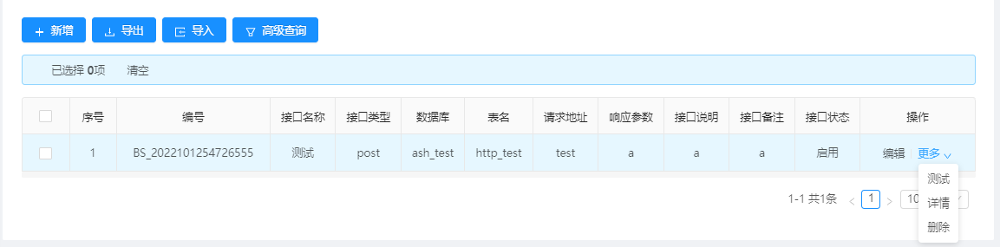 新增 导出 导入 高级查询
已选择 0项 清空
序号 编号 接口名称 接口类型 数据库 表名 请求地址 响应参数 接口说明 接口备注 接口状态 操作
1 BS_2022101254726555 测试 post ash_test http_test test a a a 启用 编辑 更多
测试
1-1 共1条 1 10
详情
删除